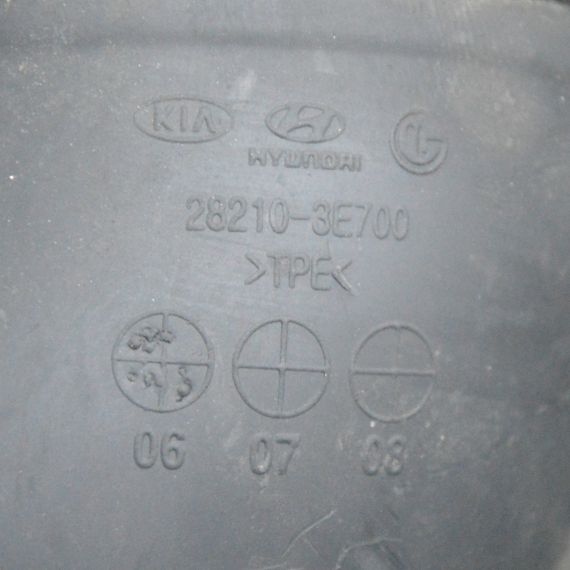 KIA
HYUNDAI
28210-3E700
>TPE<
06 07 08